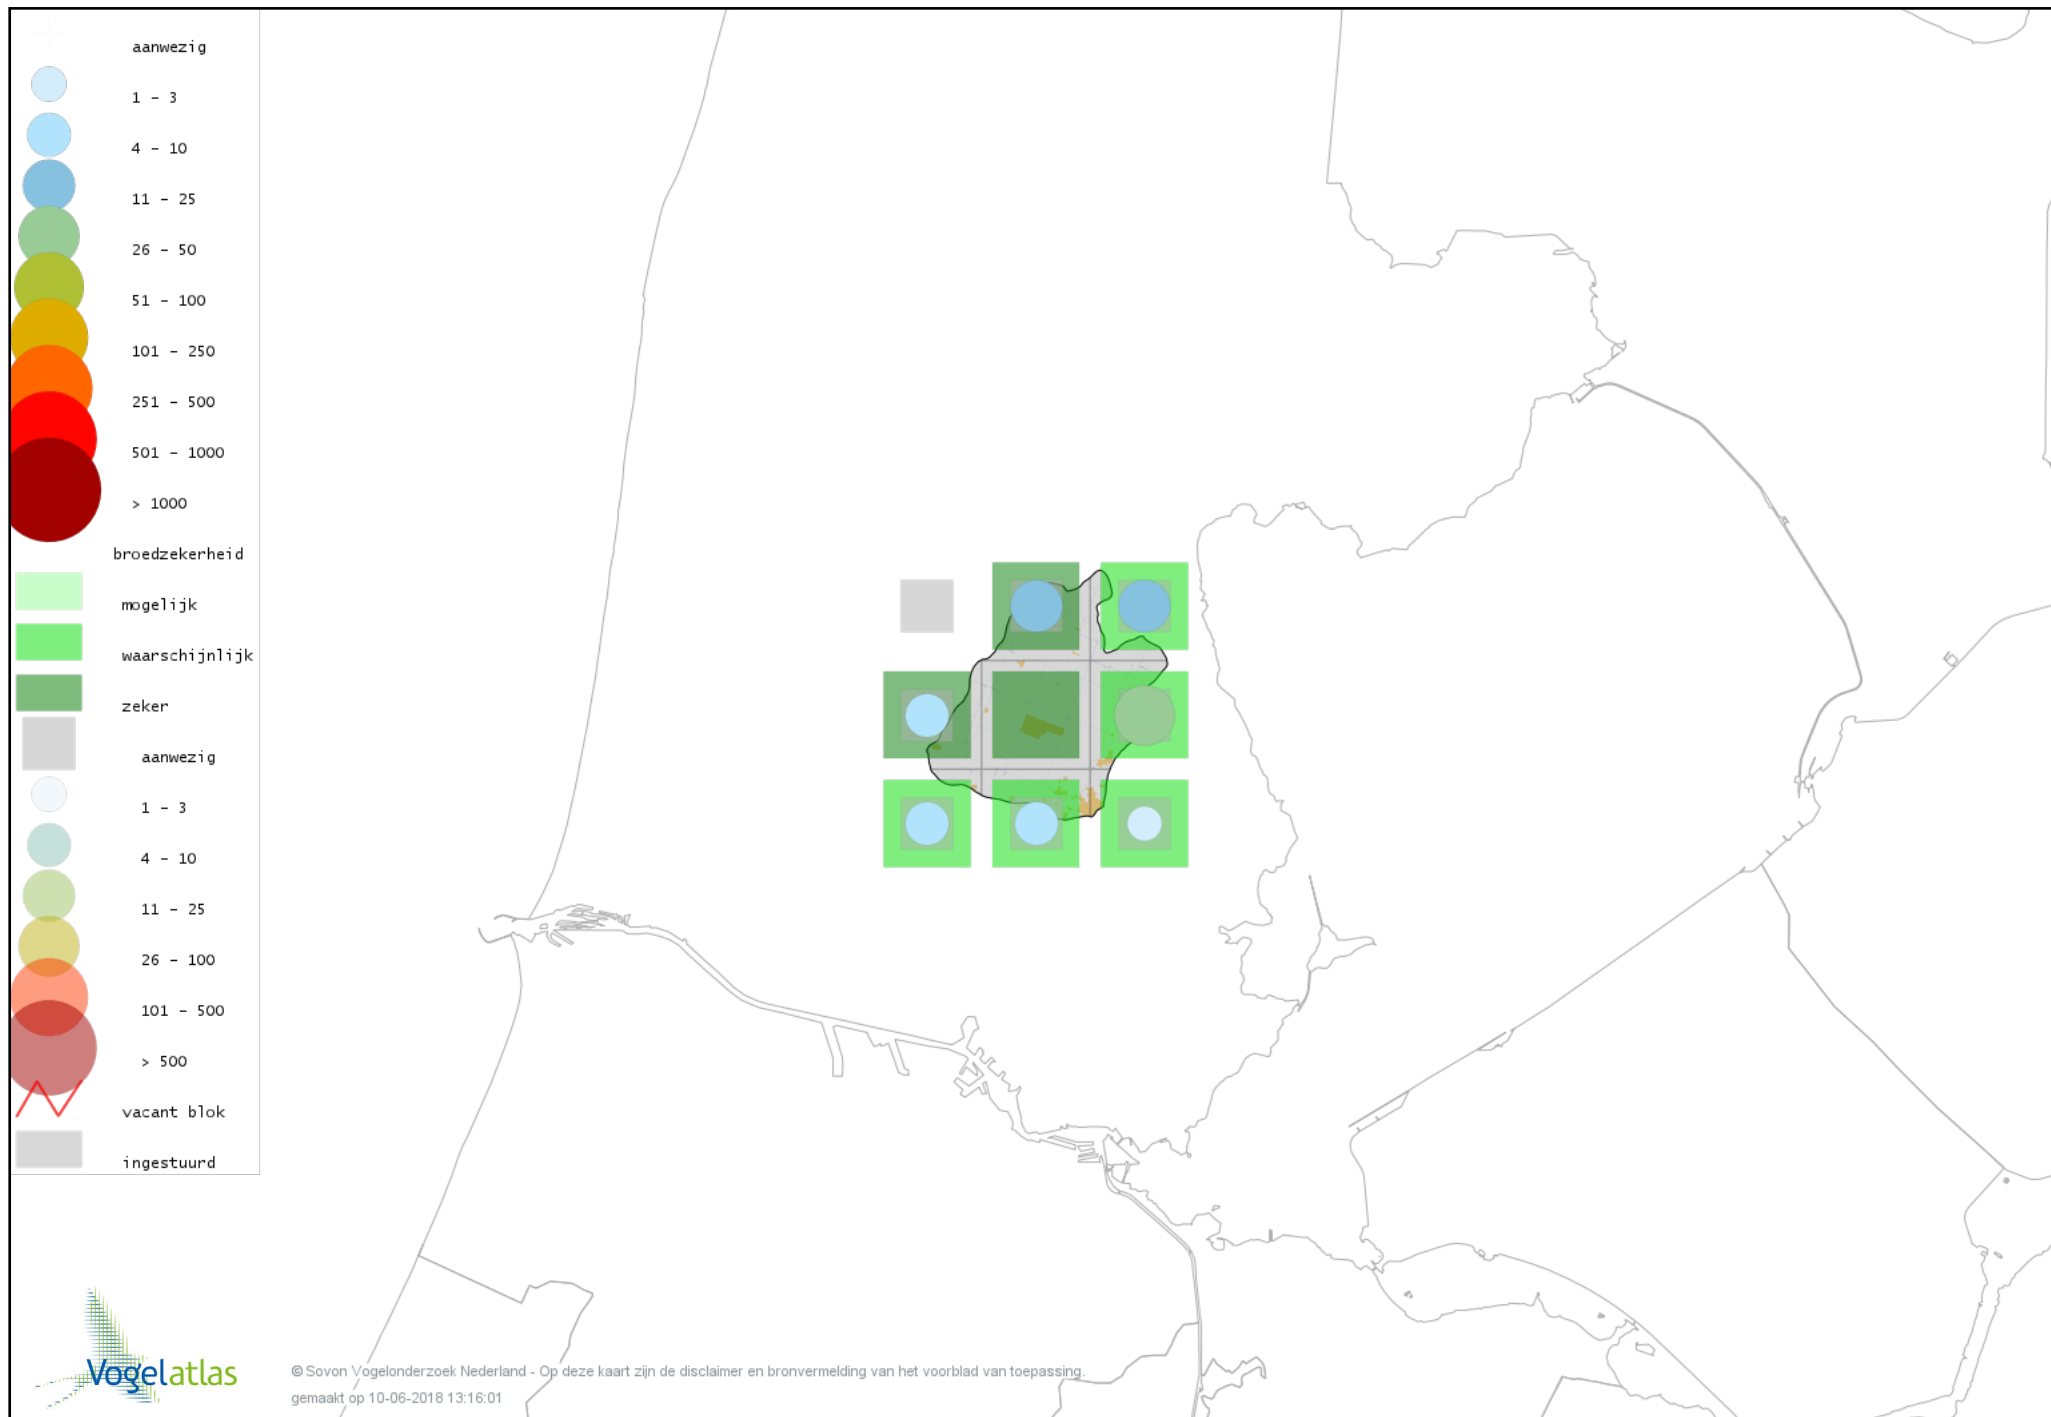 aanwezig
1 - 3
4 - 10
11 - 25
26 - 50
51 - 100
101 - 250
251 - 500
501 - 1000
> 1000
broedzekerheid
mogelijk
waarschijnlijk
zeker
aanwezig
1 - 3
4 - 10
11 - 25
26 - 100
101 - 500
> 500
vacant blok
ingestuurd
Vogelatlas
© Sovon Vogelonderzoek Nederland - Op deze kaart zijn de disclaimer en bronvermelding van het voorblad van toepassing.
gemaakt op 10-06-2018 13:16:01